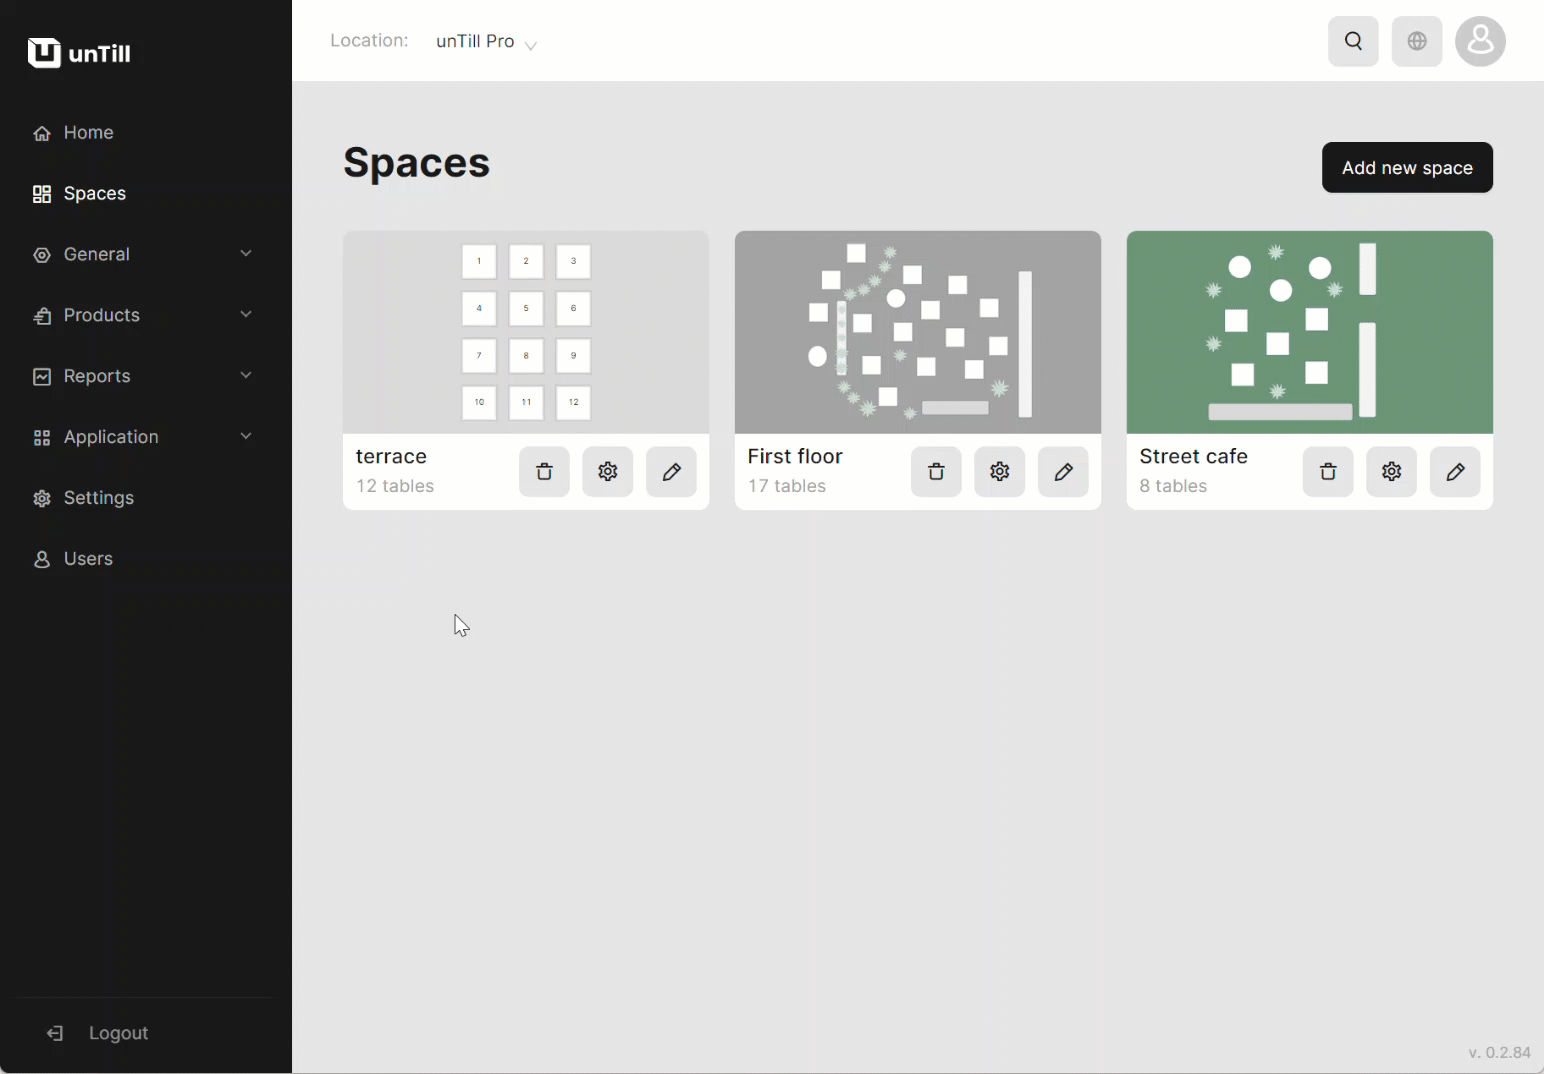 unTill
Location: unTill Pro
Home
Spaces
General
Products
Reports
Application
Settings
Users
Logout
Spaces
Add new space
1 2 3
4 5 6
7 8 9
10 11 12
terrace
12 tables
First floor
17 tables
Street cafe
8 tables
v. 0.2.84